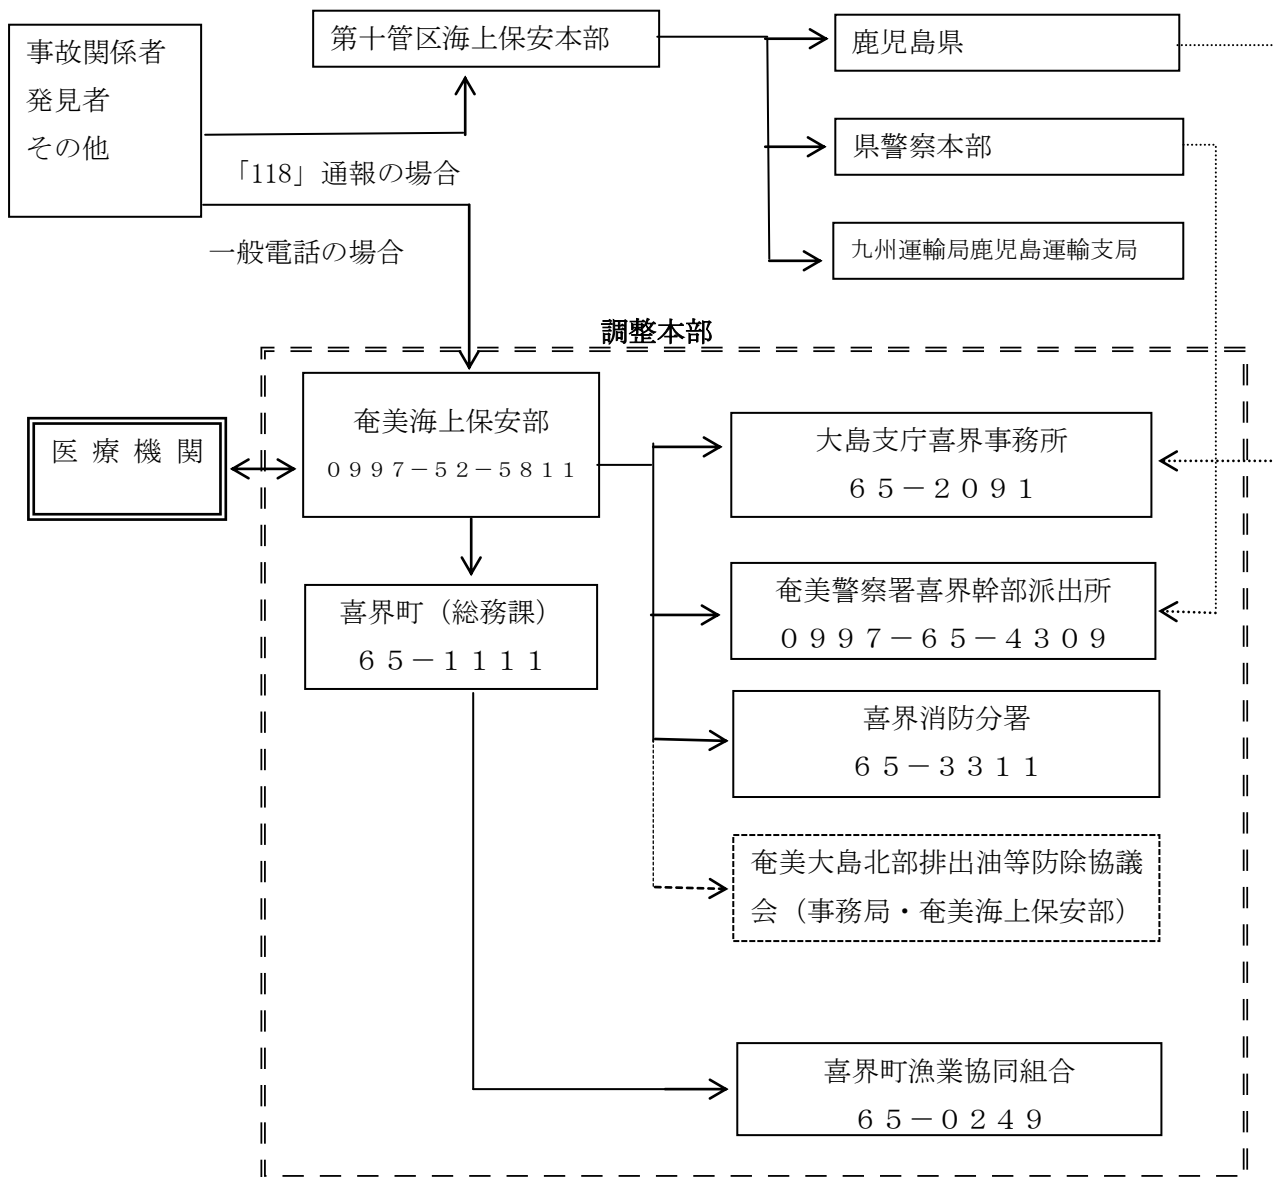 事故関係者
発見者
その他
第十管区海上保安本部
鹿児島県
県警察本部
「118」通報の場合
一般電話の場合
九州運輸局鹿児島運輸支局
調整本部
医療機関
奄美海上保安部
０９９７－５２－５８１１
大島支庁喜界事務所
６５－２０９１
喜界町（総務課）
６５－１１１１
奄美警察署喜界幹部派出所
０９９７－６５－４３０９
喜界消防分署
６５－３３１１
奄美大島北部排出油等防除協議
会（事務局・奄美海上保安部）
喜界町漁業協同組合
６５－０２４９